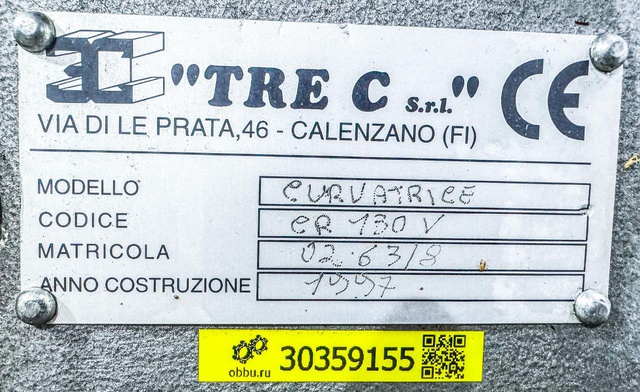 3C "TRE C S.r.l." CE
VIA DI LE PRATA,46 - CALENZANO (FI)
MODELLO CURVATRICE
CODICE CR 130 V
MATRICOLA 02.63/8
ANNO COSTRUZIONE 1997
obbu.ru 30359155